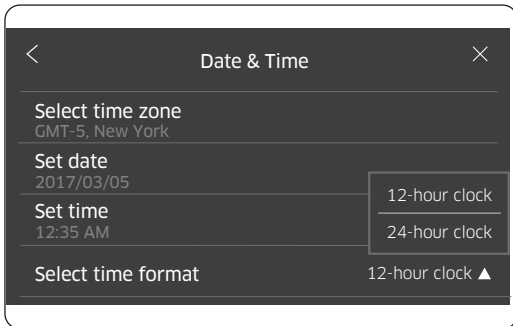 Date & Time
Select time zone
GMT-5, New York
Set date
2017/03/05
12-hour clock
Set time
12:35 AM
24-hour clock
Select time format
12-hour clock ▲